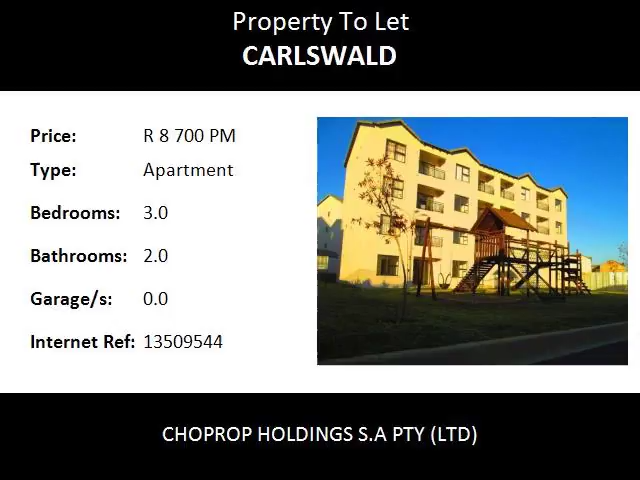 Property To Let
CARLSWALD
Price: R 8 700 PM
Type: Apartment
Bedrooms: 3.0
Bathrooms: 2.0
Garage/s: 0.0
Internet Ref: 13509544
CHOPROP HOLDINGS S.A PTY (LTD)